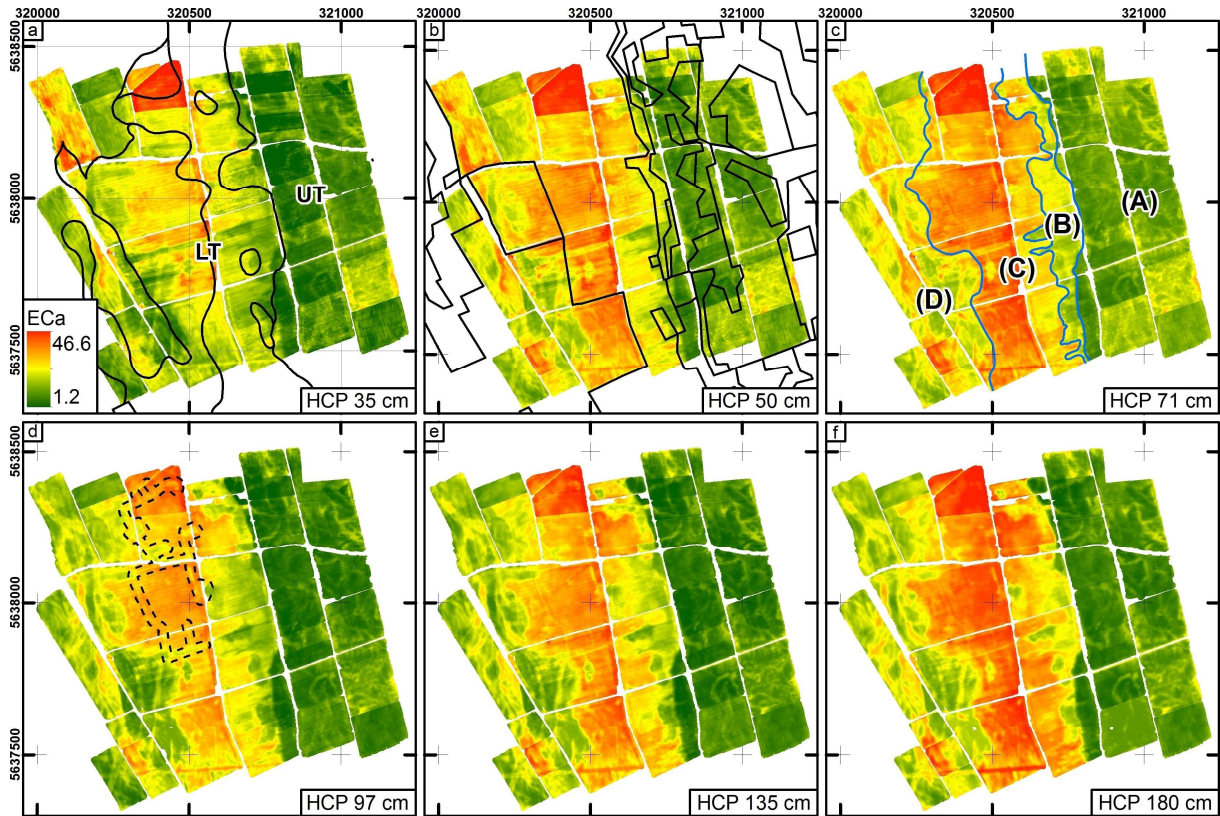 320000 320500 321000 320000 320500 321000 320000 320500 321000
5638500
5638000
5637500
a
UT
LT
ECa
46.6
1.2
HCP 35 cm
b
HCP 50 cm
c
(A)
(B)
(C)
(D)
HCP 71 cm
5638500
5638000
5637500
d
HCP 97 cm
e
HCP 135 cm
f
HCP 180 cm